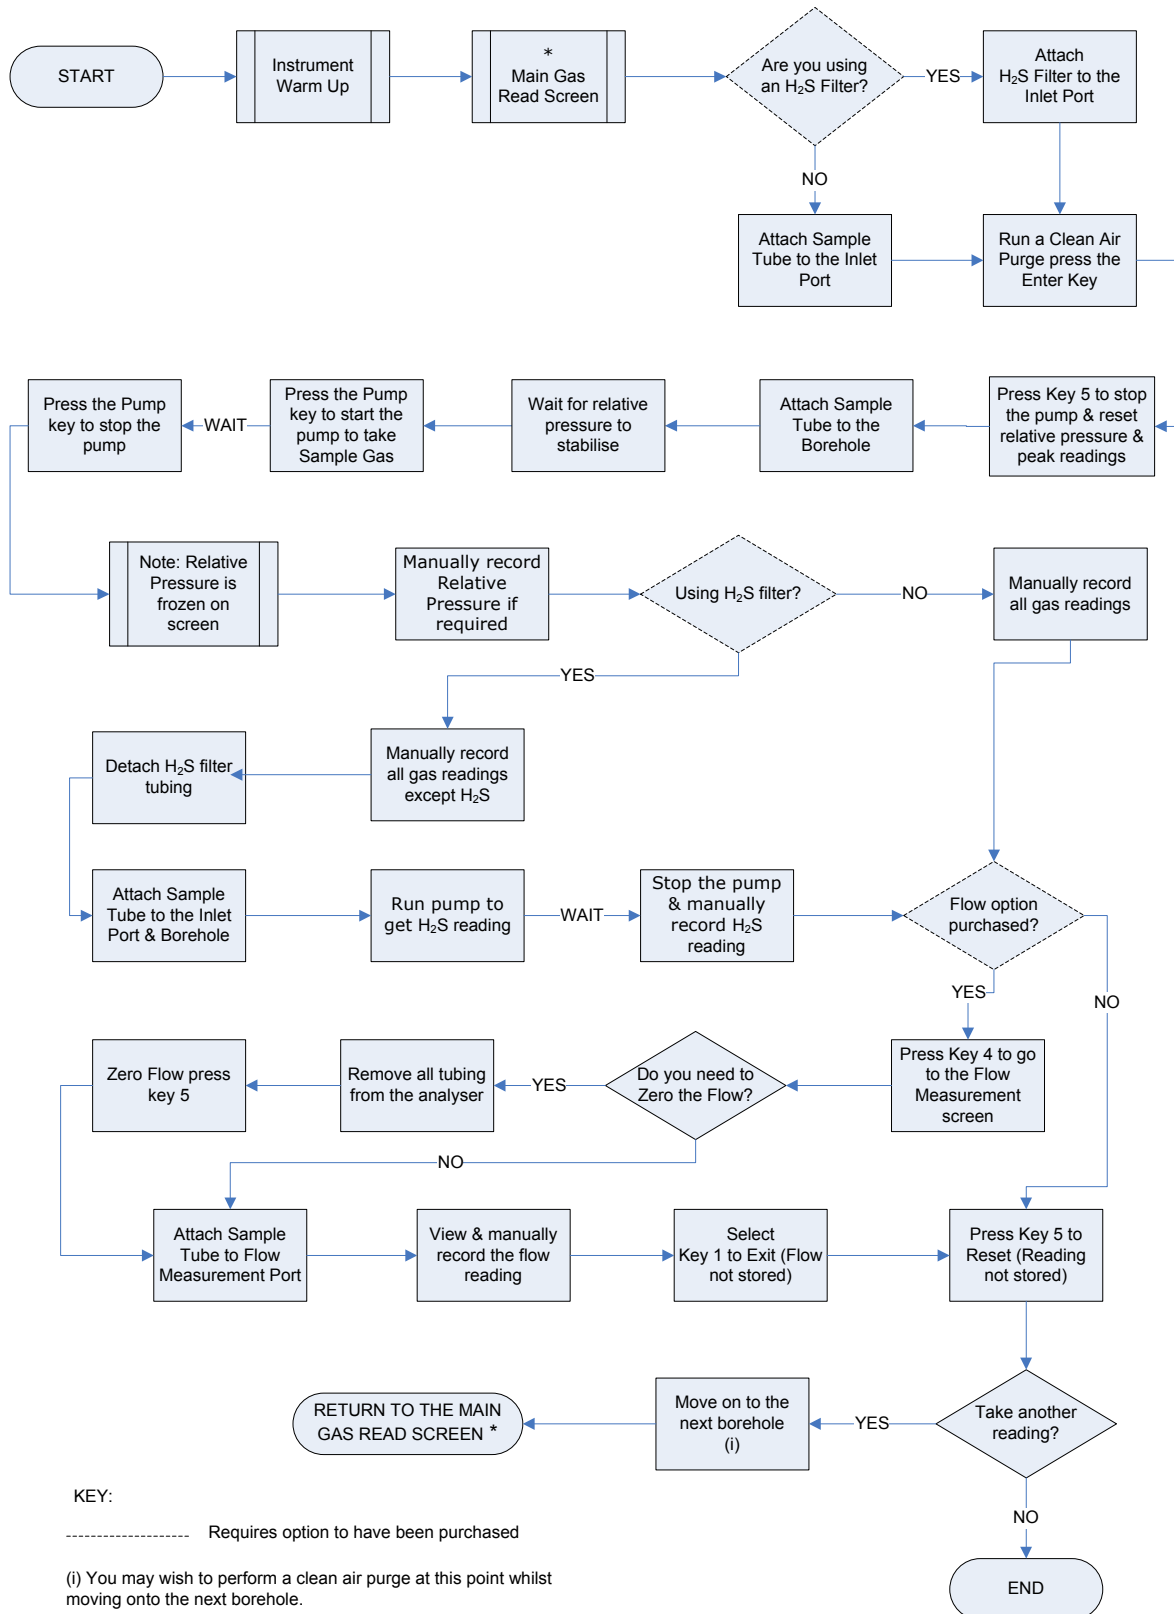 START
Instrument
Warm Up
*
Main Gas
Read Screen
Are you using
an H₂S Filter?
YES
Attach
H₂S Filter to the
Inlet Port
NO
Attach Sample
Tube to the Inlet
Port
Run a Clean Air
Purge press the
Enter Key
Press the Pump
key to stop the
pump
WAIT
Press the Pump
key to start the
pump to take
Sample Gas
Wait for relative
pressure to
stabilise
Attach Sample
Tube to the
Borehole
Press Key 5 to stop
the pump & reset
relative pressure &
peak readings
Note: Relative
Pressure is
frozen on
screen
Manually record
Relative
Pressure if
required
Using H₂S filter?
NO
Manually record
all gas readings
YES
Detach H₂S filter
tubing
Manually record
all gas readings
except H₂S
Attach Sample
Tube to the Inlet
Port & Borehole
Run pump to
get H₂S reading
WAIT
Stop the pump
& manually
record H₂S
reading
Flow option
purchased?
YES
NO
Zero Flow press
key 5
Remove all tubing
from the analyser
YES
Do you need to
Zero the Flow?
Press Key 4 to go
to the Flow
Measurement
screen
NO
Attach Sample
Tube to Flow
Measurement Port
View & manually
record the flow
reading
Select
Key 1 to Exit (Flow
not stored)
Press Key 5 to
Reset (Reading
not stored)
RETURN TO THE MAIN
GAS READ SCREEN *
Move on to the
next borehole
(i)
YES
Take another
reading?
NO
END
KEY:
-------------------- Requires option to have been purchased
(i) You may wish to perform a clean air purge at this point whilst
moving onto the next borehole.